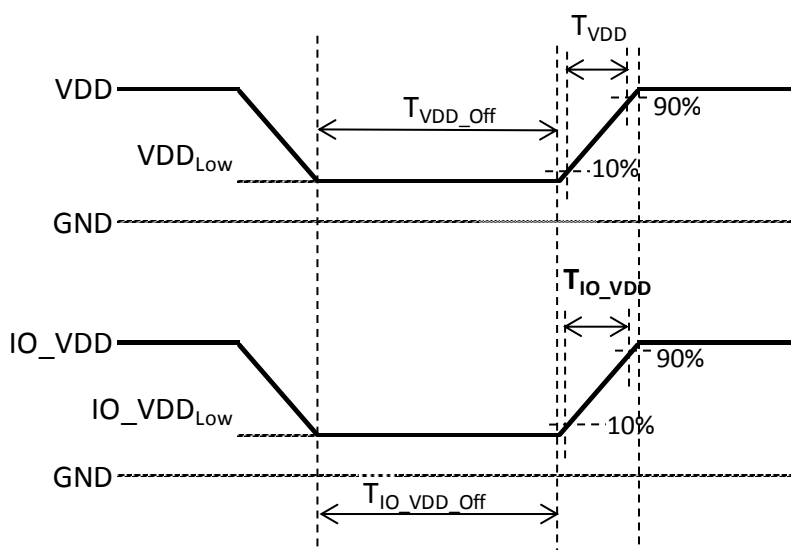 T_VDD
VDD
T_VDD_Off
90%
VDD_Low
10%
GND
T_IO_VDD
IO_VDD
90%
IO_VDD_Low
10%
GND
T_IO_VDD_Off